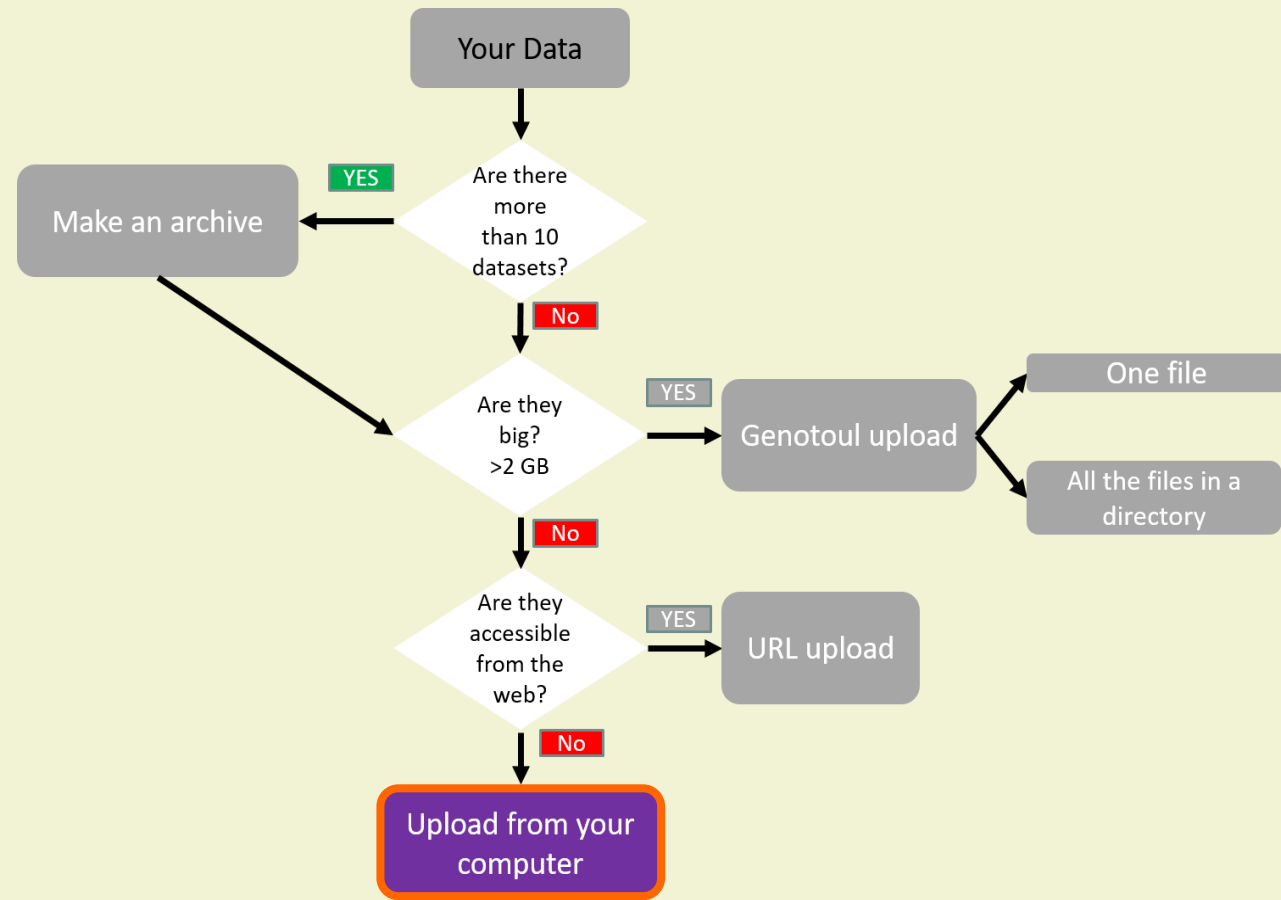 Your Data
YES
Are there
more
than 10
datasets?
Make an archive
No
Are they
big?
>2 GB
YES
Genotoul upload
One file
All the files in a
directory
No
Are they
accessible
from the
web?
YES
URL upload
No
Upload from your
computer